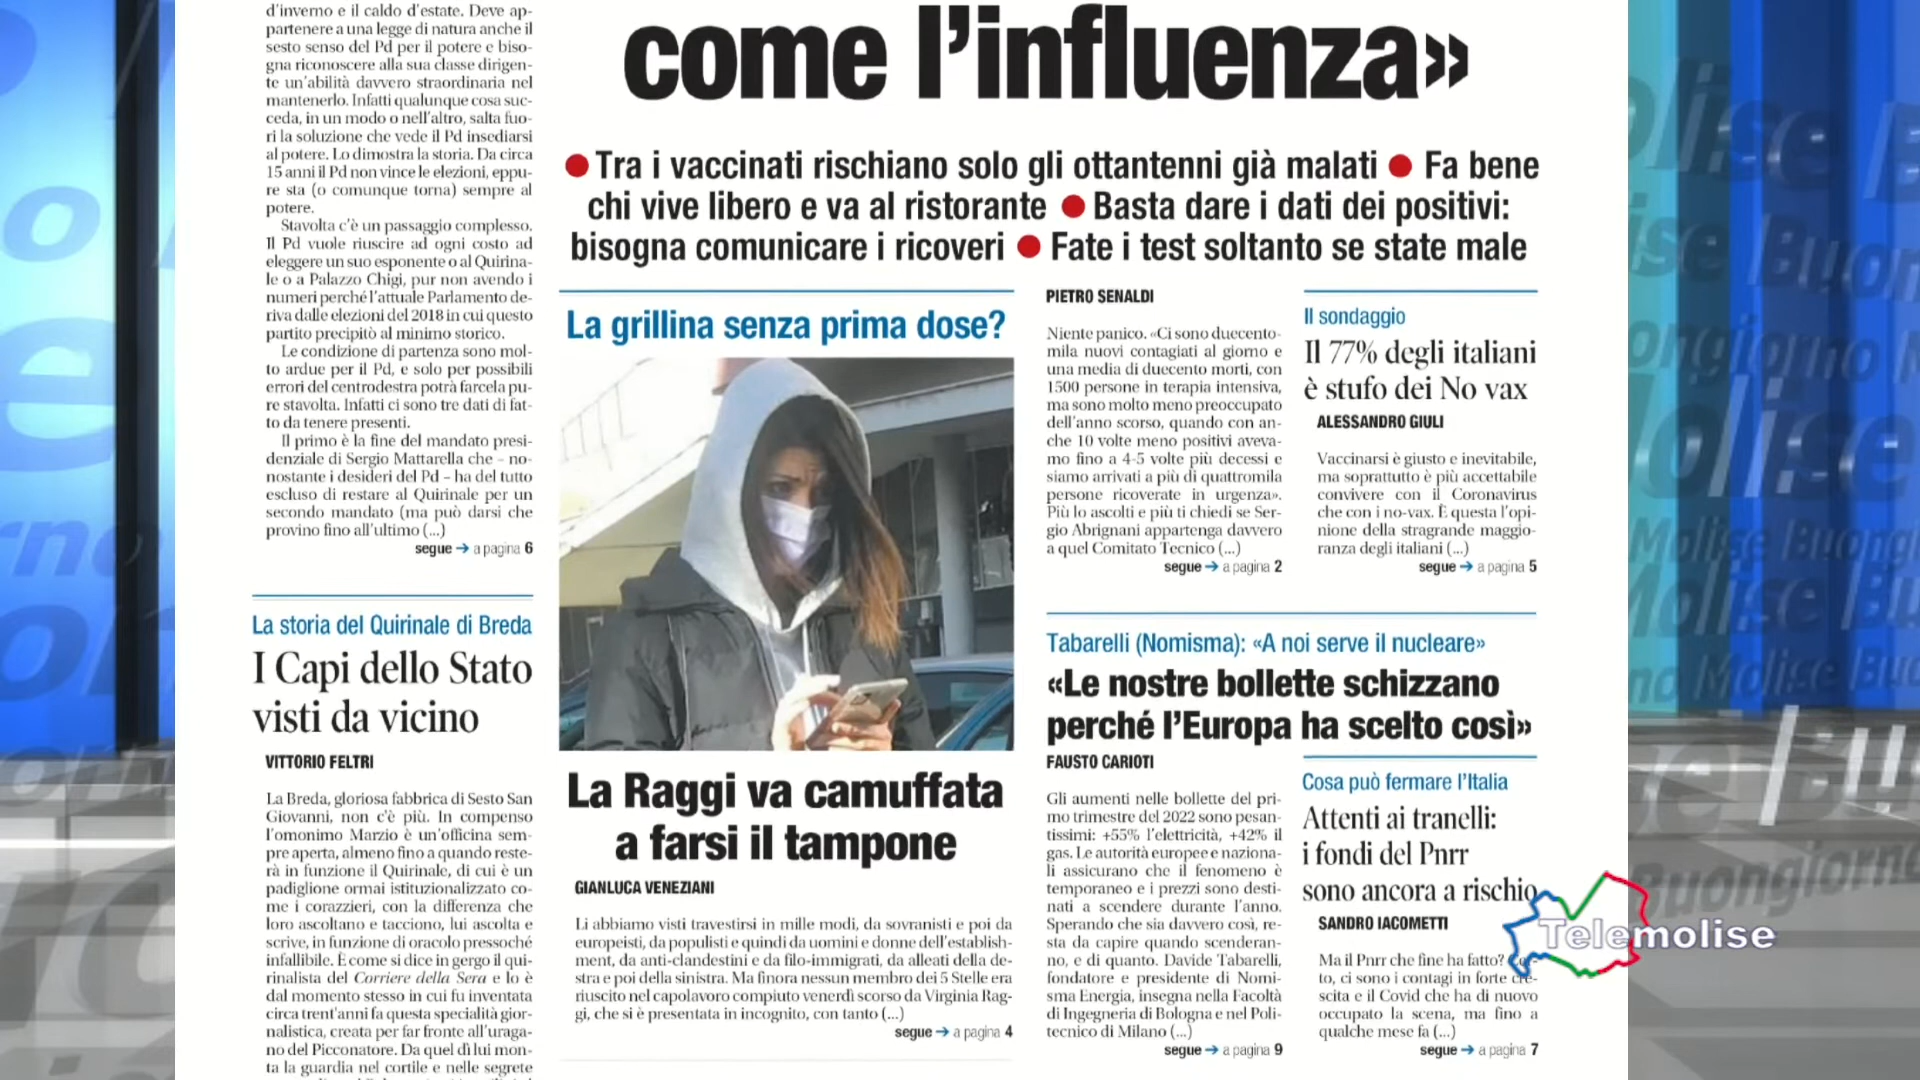 d'inverno e il caldo d'estate. Deve ap-
partenere a una legge di natura anche il
sesto senso del Pd per il potere e biso-
gna riconoscere alla sua classe dirigen-
te un'abilità davvero straordinaria nel
mantenerlo. Infatti qualunque cosa suc-
ceda, in un modo o nell'altro, salta fuo-
ri la soluzione che vede il Pd insediarsi
al potere. Lo dimostra la storia. Da circa
15 anni il Pd non vince le elezioni, eppu-
re sta (o comunque torna) sempre al
potere.
Stavolta c'è un passaggio complesso.
Il Pd vuole riuscire ad ogni costo ad
eleggere un suo esponente o al Quirina-
le o a Palazzo Chigi, pur non avendo i
numeri perché l'attuale Parlamento de-
riva dalle elezioni del 2018 in cui questo
partito precipitò al minimo storico.
Le condizione di partenza sono mol-
to ardue per il Pd, e solo per possibili
errori del centrodestra potrà farcela pu-
re stavolta. Infatti ci sono tre dati di fat-
to da tenere presenti.
Il primo è la fine del mandato presi-
denziale di Sergio Mattarella che - no-
nostante i desideri del Pd - ha del tutto
escluso di restare al Quirinale per un
secondo mandato (ma può darsi che
provino fino all'ultimo (...)
segue → a pagina 6
La storia del Quirinale di Breda
I Capi dello Stato
visti da vicino
VITTORIO FELTRI
La Breda, gloriosa fabbrica di Sesto San
Giovanni, non c'è più. In compenso
l'omonimo Marzio è un'officina sem-
pre aperta, almeno fino a quando reste-
rà in funzione il Quirinale, di cui è un
padiglione ormai istituzionalizzato co-
me i corazzieri, con la differenza che
loro ascoltano e tacciono, lui ascolta e
scrive, in funzione di oracolo pressoché
infallibile. È come si dice in gergo il qui-
rinalista del Corriere della Sera e lo è
dal momento stesso in cui fu inventata
circa trent'anni fa questa specialità gior-
nalistica, creata per far fronte all'uraga-
no del Picconatore. Da quel dì lui mon-
ta la guardia nel cortile e nelle segrete
come l'influenza»
● Tra i vaccinati rischiano solo gli ottantenni già malati ● Fa bene
chi vive libero e va al ristorante ● Basta dare i dati dei positivi:
bisogna comunicare i ricoveri ● Fate i test soltanto se state male
La grillina senza prima dose?
La Raggi va camuffata
a farsi il tampone
GIANLUCA VENEZIANI
Li abbiamo visti travestirsi in mille modi, da sovranisti e poi da
europeisti, da populisti e quindi da uomini e donne dell'establish-
ment, da anti-clandestini e da filo-immigrati, da alleati della de-
stra e poi della sinistra. Ma finora nessun membro dei 5 Stelle era
riuscito nel capolavoro compiuto venerdì scorso da Virginia Rag-
gi, che si è presentata in incognito, con tanto (...)
segue → a pagina 4
PIETRO SENALDI
Niente panico. «Ci sono duecento-
mila nuovi contagiati al giorno e
una media di duecento morti, con
1500 persone in terapia intensiva,
ma sono molto meno preoccupato
dell'anno scorso, quando con an-
che 10 volte meno positivi aveva-
mo fino a 4-5 volte più decessi e
siamo arrivati a più di quattromila
persone ricoverate in urgenza».
Più lo ascolti e più ti chiedi se Ser-
gio Abrignani appartenga davvero
a quel Comitato Tecnico (...)
segue → a pagina 2
Il sondaggio
Il 77% degli italiani
è stufo dei No vax
ALESSANDRO GIULI
Vaccinarsi è giusto e inevitabile,
ma soprattutto è più accettabile
convivere con il Coronavirus
che con i no-vax. È questa l'opi-
nione della stragrande maggio-
ranza degli italiani (...)
segue → a pagina 5
Tabarelli (Nomisma): «A noi serve il nucleare»
«Le nostre bollette schizzano
perché l'Europa ha scelto così»
FAUSTO CARIOTI
Gli aumenti nelle bollette del pri-
mo trimestre del 2022 sono pesan-
tissimi: +55% l'elettricità, +42% il
gas. Le autorità europee e naziona-
li assicurano che il fenomeno è
temporaneo e i prezzi sono desti-
nati a scendere durante l'anno.
Sperando che sia davvero così, re-
sta da capire quando scenderan-
no, e di quanto. Davide Tabarelli,
fondatore e presidente di Nomi-
sma Energia, insegna nella Facoltà
di Ingegneria di Bologna e nel Poli-
tecnico di Milano (...)
segue → a pagina 9
Cosa può fermare l'Italia
Attenti ai tranelli:
i fondi del Pnrr
sono ancora a rischio
SANDRO IACOMETTI
Ma il Pnrr che fine ha fatto? Cer-
to, ci sono i contagi in forte cre-
scita e il Covid che ha di nuovo
occupato la scena, ma fino a
qualche mese fa (...)
segue → a pagina 7
Telemolise